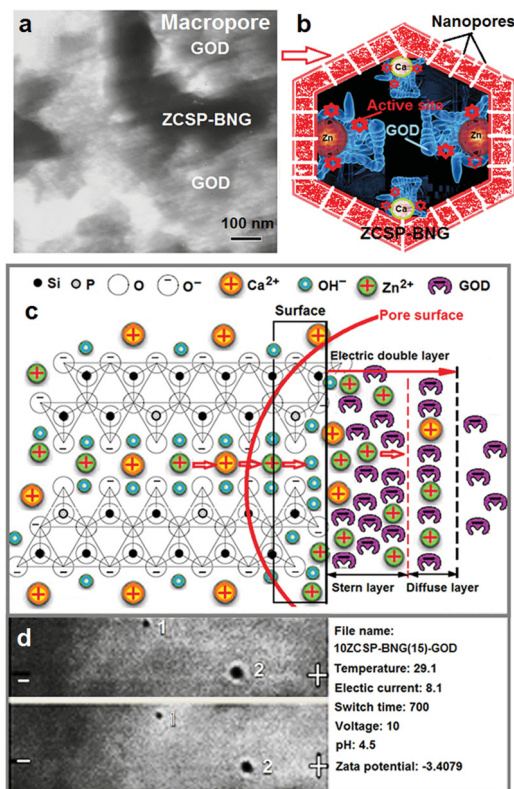 a
Macropore
GOD
ZCSP-BNG
GOD
100 nm
b
Nanopores
Ca
Active site
Zn
GOD
Zn
Ca
ZCSP-BNG
Si
P
O
O⁻
Ca²⁺
OH⁻
Zn²⁺
GOD
c
Surface
Pore surface
Electric double layer
Stern layer
Diffuse layer
d
1
2
− +
1
2
− +
File name:
10ZCSP-BNG(15)-GOD
Temperature: 29.1
Electic current: 8.1
Switch time: 700
Voltage: 10
pH: 4.5
Zata potential: -3.4079